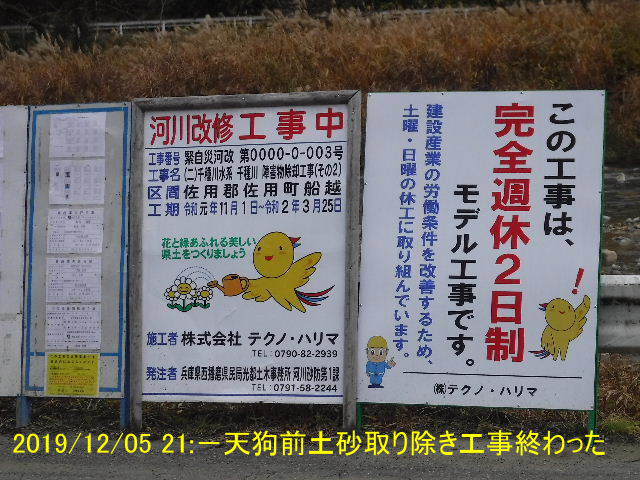 河川改修工事中
工事番号 緊自災河改 第0000-0-003号
工事名 (二)千種川水系 千種川 障害物除却工事(その2)
区間 佐用郡佐用町船越
工期 令和元年11月1日~令和2年3月25日
花と緑あふれる美しい
県土をつくりましょう
施工者 株式会社 テクノ・ハリマ
TEL:0790-82-2939
発注者 兵庫県西播磨県民局光都土木事務所 河川砂防第1課
TEL:0791-58-2244
この工事は、
完全週休2日制
モデル工事です。
建設産業の労働条件を改善するため、
土曜・日曜の休工に取り組んでいます。
㈱テクノ・ハリマ
2019/12/05 21:ー天狗前土砂取り除き工事終わった